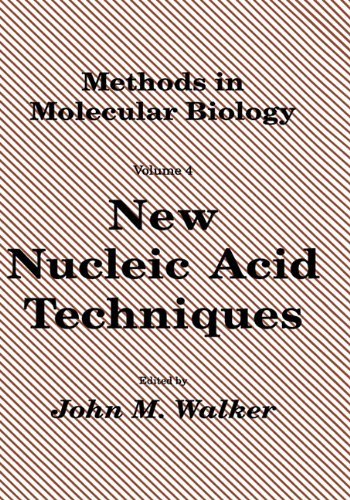 Methods in
Molecular Biology
Volume 4
New
Nucleic Acid
Techniques
Edited by
John M. Walker